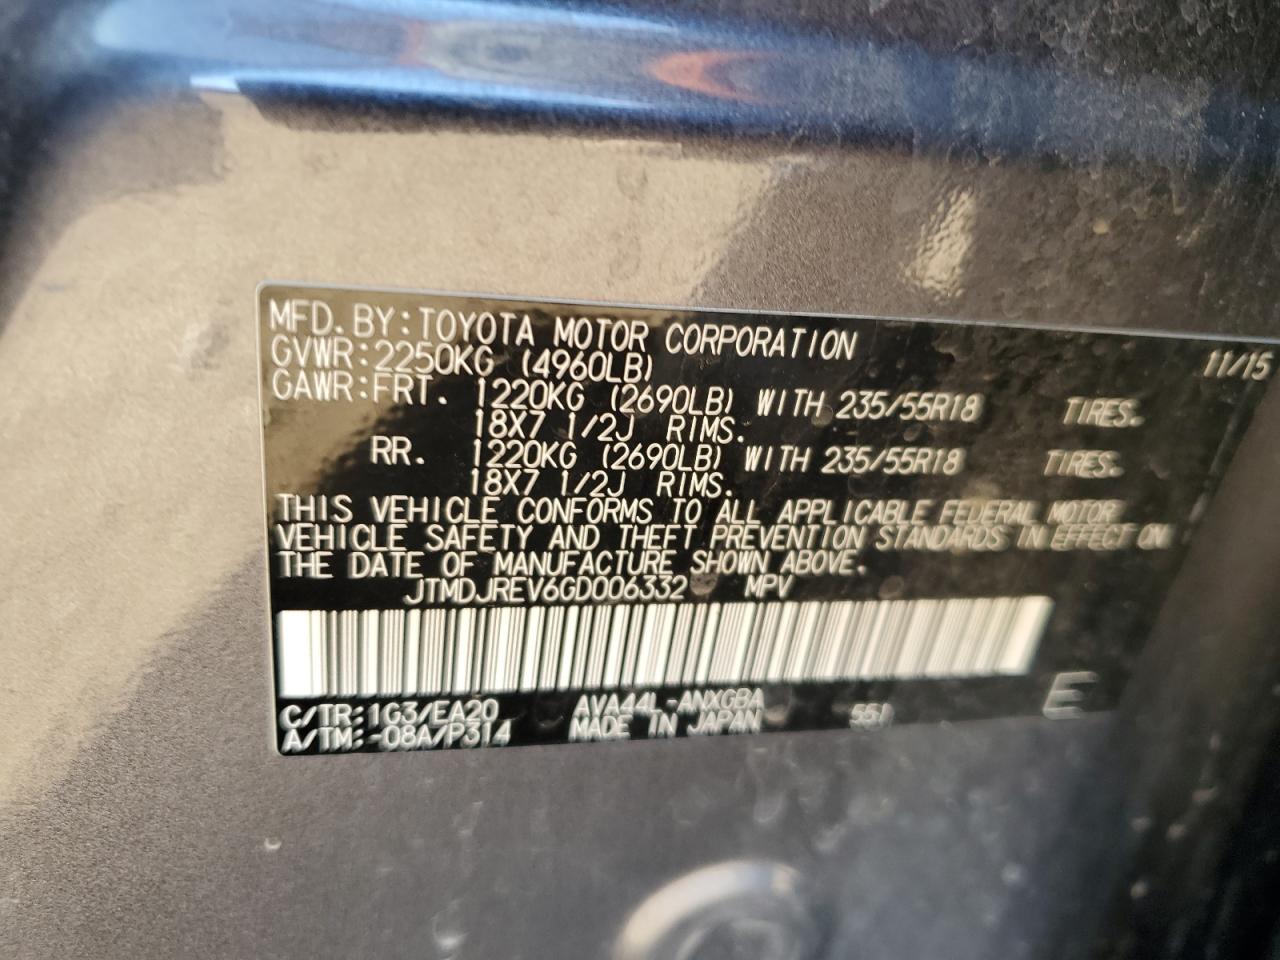 MFD. BY: TOYOTA MOTOR CORPORATION 11/15
GVWR: 2250KG (4960LB)
GAWR: FRT. 1220KG (2690LB) WITH 235/55R18 TIRES.
18X7 1/2J RIMS.
RR. 1220KG (2690LB) WITH 235/55R18 TIRES.
18X7 1/2J RIMS.
THIS VEHICLE CONFORMS TO ALL APPLICABLE FEDERAL MOTOR
VEHICLE SAFETY AND THEFT PREVENTION STANDARDS IN EFFECT ON
THE DATE OF MANUFACTURE SHOWN ABOVE.
JTMDJREV6GD006332 MPV
C/TR: 1G3/EA20 AVA44L-ANXGBA 551 E
A/TM: -08A/P314 MADE IN JAPAN